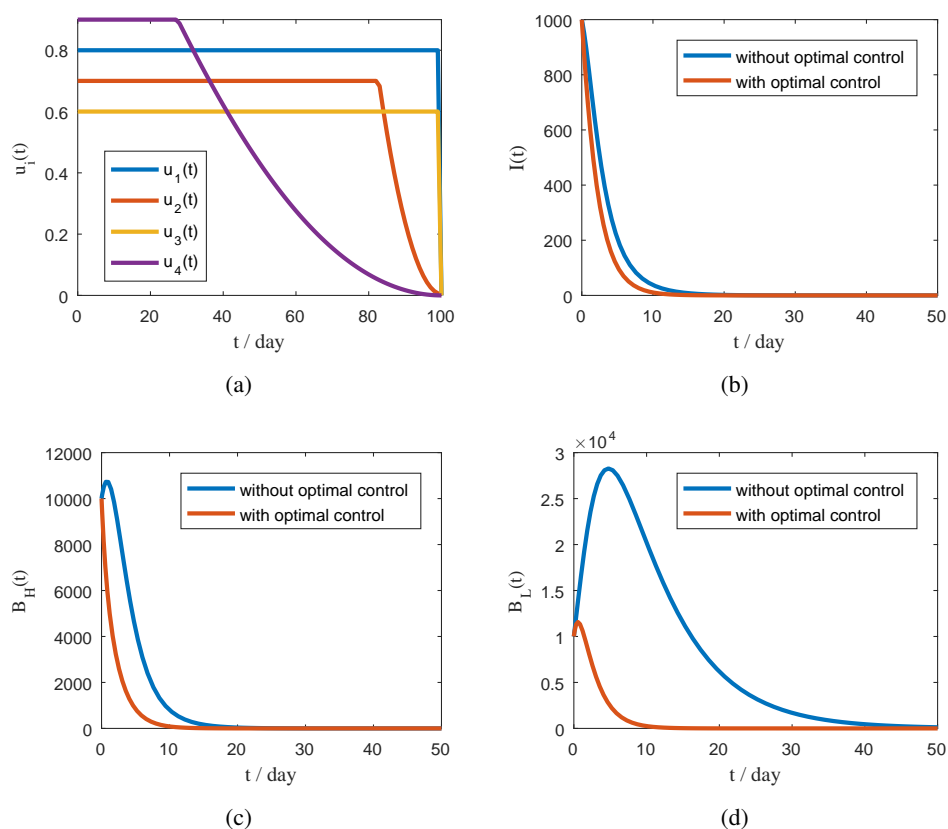 0.8
0.6
0.4
0.2
0
u_i(t)
u_1(t)
u_2(t)
u_3(t)
u_4(t)
0 20 40 60 80 100
t / day
(a)
1000
800
600
400
200
0
I(t)
without optimal control
with optimal control
0 10 20 30 40 50
t / day
(b)
12000
10000
8000
6000
4000
2000
0
B_H(t)
without optimal control
with optimal control
0 10 20 30 40 50
t / day
(c)
×10^4
3
2.5
2
1.5
1
0.5
0
B_L(t)
without optimal control
with optimal control
0 10 20 30 40 50
t / day
(d)